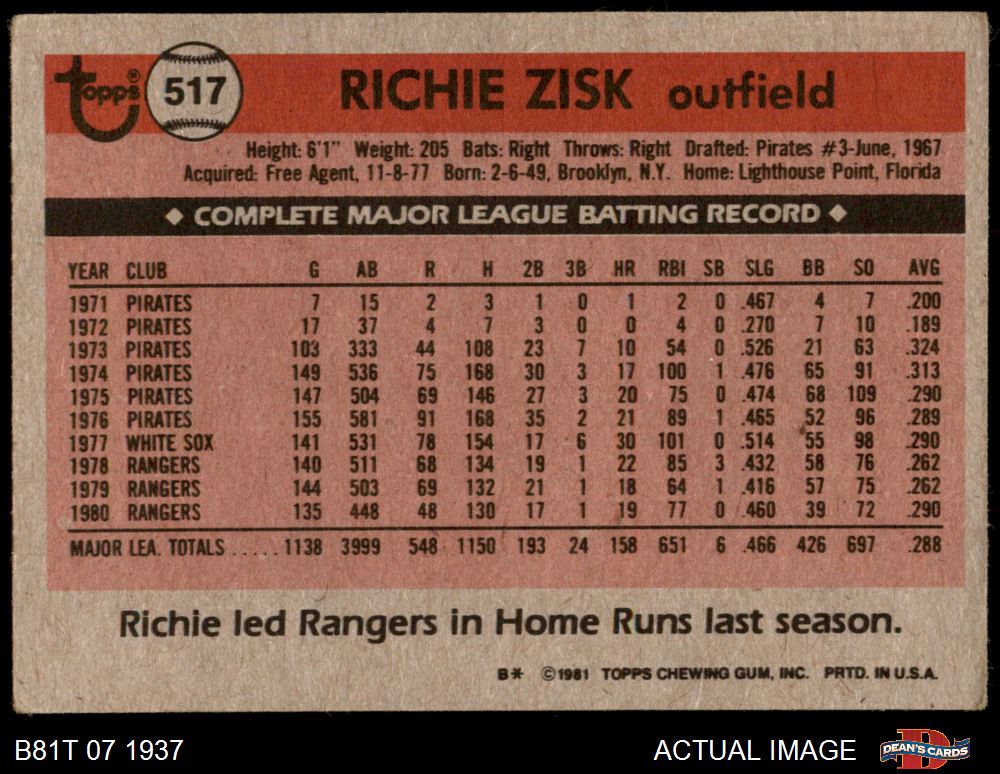 topps® 517 RICHIE ZISK outfield
Height: 6'1" Weight: 205 Bats: Right Throws: Right Drafted: Pirates #3-June, 1967
Acquired: Free Agent, 11-8-77 Born: 2-6-49, Brooklyn, N.Y. Home: Lighthouse Point, Florida
◆ COMPLETE MAJOR LEAGUE BATTING RECORD ◆
YEAR CLUB G AB R H 2B 3B HR RBI SB SLG BB SO AVG
1971 PIRATES 7 15 2 3 1 0 1 2 0 .467 4 7 .200
1972 PIRATES 17 37 4 7 3 0 0 4 0 .270 7 10 .189
1973 PIRATES 103 333 44 108 23 7 10 54 0 .526 21 63 .324
1974 PIRATES 149 536 75 168 30 3 17 100 1 .476 65 91 .313
1975 PIRATES 147 504 69 146 27 3 20 75 0 .474 68 109 .290
1976 PIRATES 155 581 91 168 35 2 21 89 1 .465 52 96 .289
1977 WHITE SOX 141 531 78 154 17 6 30 101 0 .514 55 98 .290
1978 RANGERS 140 511 68 134 19 1 22 85 3 .432 58 76 .262
1979 RANGERS 144 503 69 132 21 1 18 64 1 .416 57 75 .262
1980 RANGERS 135 448 48 130 17 1 19 77 0 .460 39 72 .290
MAJOR LEA. TOTALS ..... 1138 3999 548 1150 193 24 158 651 6 .466 426 697 .288
Richie led Rangers in Home Runs last season.
B* ©1981 TOPPS CHEWING GUM, INC. PRTD. IN U.S.A.
B81T 07 1937 ACTUAL IMAGE DEAN'S CARDS